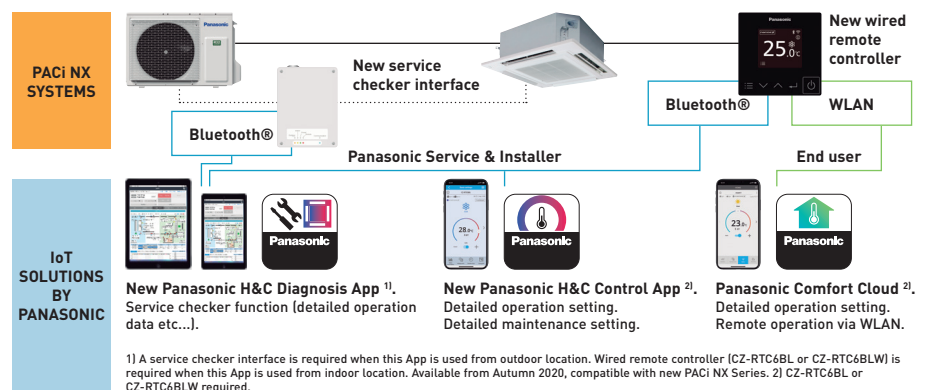 PACi NX
SYSTEMS
Panasonic
New service
checker interface
Panasonic
25.0c
New wired
remote
controller
Bluetooth®
Bluetooth®
WLAN
Panasonic Service & Installer
End user
IoT
SOLUTIONS
BY
PANASONIC
Panasonic
28.0
Panasonic
23.0
Panasonic
New Panasonic H&C Diagnosis App 1).
Service checker function (detailed operation
data etc...).
New Panasonic H&C Control App 2).
Detailed operation setting.
Detailed maintenance setting.
Panasonic Comfort Cloud 2).
Detailed operation setting.
Remote operation via WLAN.
1) A service checker interface is required when this App is used from outdoor location. Wired remote controller (CZ-RTC6BL or CZ-RTC6BLW) is
required when this App is used from indoor location. Available from Autumn 2020, compatible with new PACi NX Series. 2) CZ-RTC6BL or
CZ-RTC6BLW required.